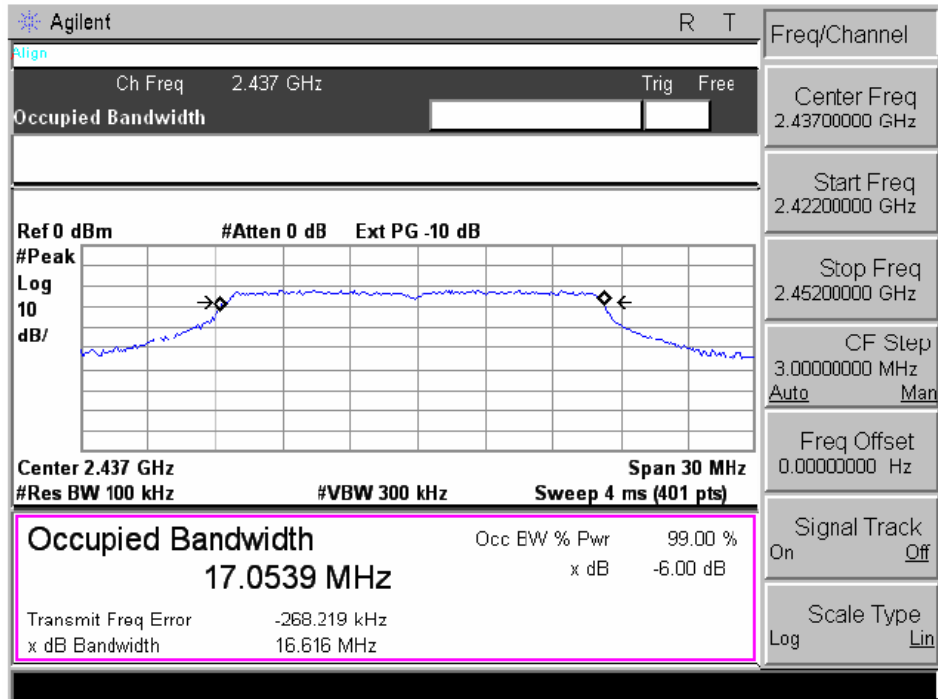 Agilent R T
Align
Ch Freq 2.437 GHz Trig Free
Occupied Bandwidth
Ref 0 dBm #Atten 0 dB Ext PG -10 dB
#Peak
Log
10
dB/
Center 2.437 GHz Span 30 MHz
#Res BW 100 kHz #VBW 300 kHz Sweep 4 ms (401 pts)
Occupied Bandwidth Occ BW % Pwr 99.00 %
17.0539 MHz x dB -6.00 dB
Transmit Freq Error -268.219 kHz
x dB Bandwidth 16.616 MHz
Freq/Channel
Center Freq
2.43700000 GHz
Start Freq
2.42200000 GHz
Stop Freq
2.45200000 GHz
CF Step
3.00000000 MHz
Auto Man
Freq Offset
0.00000000 Hz
Signal Track
On Off
Scale Type
Log Lin